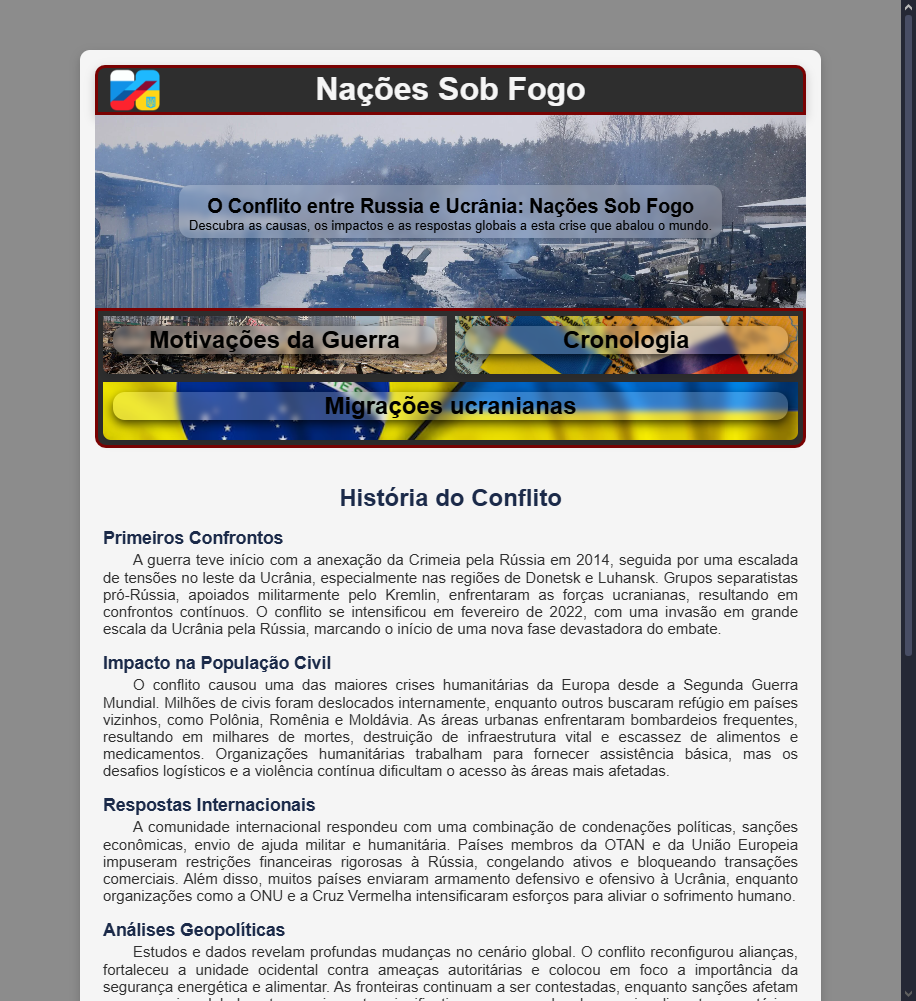 Nações Sob Fogo
O Conflito entre Russia e Ucrânia: Nações Sob Fogo
Descubra as causas, os impactos e as respostas globais a esta crise que abalou o mundo.
Motivações da Guerra
Cronologia
Migrações ucranianas
História do Conflito
Primeiros Confrontos
A guerra teve início com a anexação da Crimeia pela Rússia em 2014, seguida por uma escalada
de tensões no leste da Ucrânia, especialmente nas regiões de Donetsk e Luhansk. Grupos separatistas
pró-Rússia, apoiados militarmente pelo Kremlin, enfrentaram as forças ucranianas, resultando em
confrontos contínuos. O conflito se intensificou em fevereiro de 2022, com uma invasão em grande
escala da Ucrânia pela Rússia, marcando o início de uma nova fase devastadora do embate.
Impacto na População Civil
O conflito causou uma das maiores crises humanitárias da Europa desde a Segunda Guerra
Mundial. Milhões de civis foram deslocados internamente, enquanto outros buscaram refúgio em países
vizinhos, como Polônia, Romênia e Moldávia. As áreas urbanas enfrentaram bombardeios frequentes,
resultando em milhares de mortes, destruição de infraestrutura vital e escassez de alimentos e
medicamentos. Organizações humanitárias trabalham para fornecer assistência básica, mas os
desafios logísticos e a violência contínua dificultam o acesso às áreas mais afetadas.
Respostas Internacionais
A comunidade internacional respondeu com uma combinação de condenações políticas, sanções
econômicas, envio de ajuda militar e humanitária. Países membros da OTAN e da União Europeia
impuseram restrições financeiras rigorosas à Rússia, congelando ativos e bloqueando transações
comerciais. Além disso, muitos países enviaram armamento defensivo e ofensivo à Ucrânia, enquanto
organizações como a ONU e a Cruz Vermelha intensificaram esforços para aliviar o sofrimento humano.
Análises Geopolíticas
Estudos e dados revelam profundas mudanças no cenário global. O conflito reconfigurou alianças,
fortaleceu a unidade ocidental contra ameaças autoritárias e colocou em foco a importância da
segurança energética e alimentar. As fronteiras continuam a ser contestadas, enquanto sanções afetam